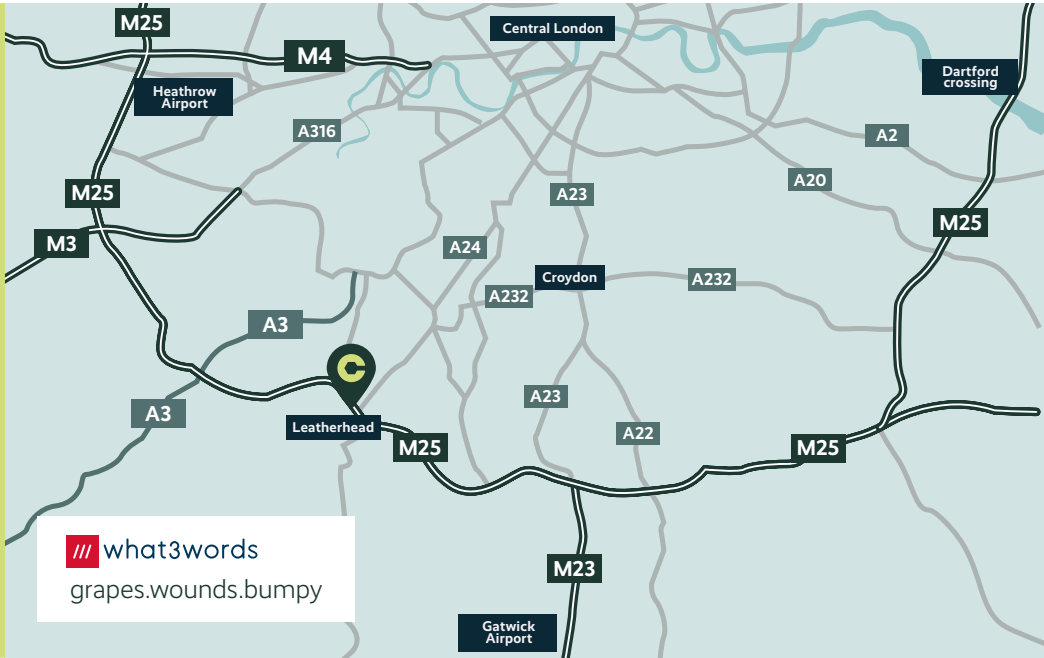 M25
Central London
M4
Dartford
crossing
Heathrow
Airport
A316
A2
A20
M25
A23
M25
M3
A24
Croydon
A232
A232
A3
A3
A23
Leatherhead
A22
M25
M25
/// what3words
grapes.wounds.bumpy
M23
Gatwick
Airport